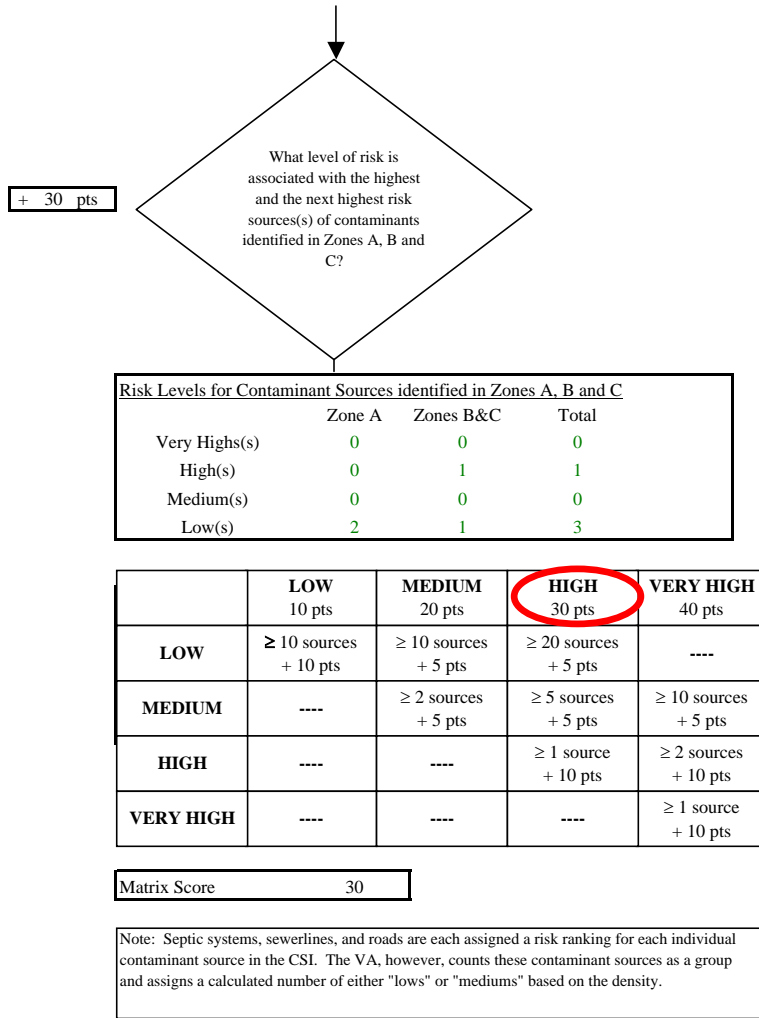 What level of risk is
associated with the highest
and the next highest risk
sources(s) of contaminants
identified in Zones A, B and
C?
+ 30 pts
Risk Levels for Contaminant Sources identified in Zones A, B and C
Zone A Zones B&C Total
Very Highs(s) 0 0 0
High(s) 0 1 1
Medium(s) 0 0 0
Low(s) 2 1 3
LOW MEDIUM HIGH VERY HIGH
10 pts 20 pts 30 pts 40 pts
LOW ≥ 10 sources ≥ 10 sources ≥ 20 sources ----
+ 10 pts + 5 pts + 5 pts
MEDIUM ---- ≥ 2 sources ≥ 5 sources ≥ 10 sources
+ 5 pts + 5 pts + 5 pts
HIGH ---- ---- ≥ 1 source ≥ 2 sources
+ 10 pts + 10 pts
VERY HIGH ---- ---- ---- ≥ 1 source
+ 10 pts
Matrix Score 30
Note: Septic systems, sewerlines, and roads are each assigned a risk ranking for each individual
contaminant source in the CSI. The VA, however, counts these contaminant sources as a group
and assigns a calculated number of either "lows" or "mediums" based on the density.